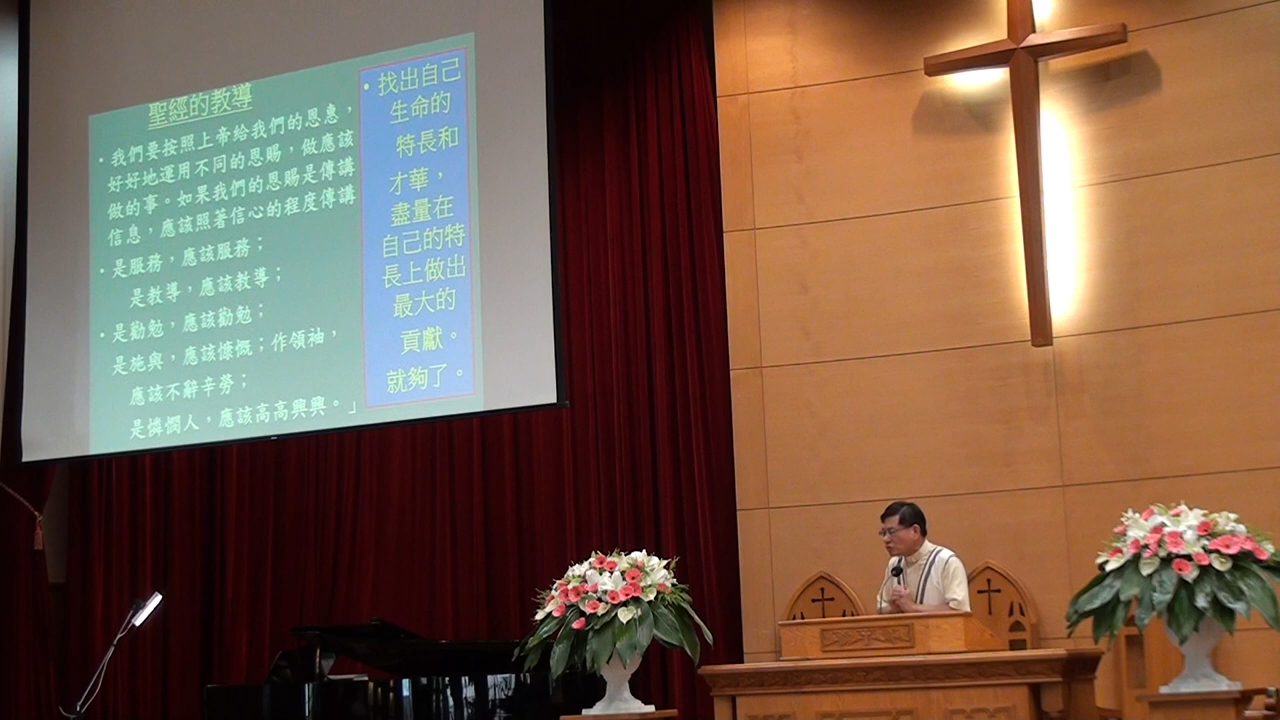 聖經的教導
• 我們要按照上帝給我們的恩惠，
好好地運用不同的恩賜，做應該
做的事。如果我們的恩賜是傳講
信息，應該照著信心的程度傳講
• 是服務，應該服務；
是教導，應該教導；
• 是勸勉，應該勸勉；
是施與，應該慷慨；作領袖，
應該不辭辛勞；
是憐憫人，應該高高興興。」
• 找出自己
生命的
特長和
才華，
盡量在
自己的特
長上做出
最大的
貢獻。
就夠了。